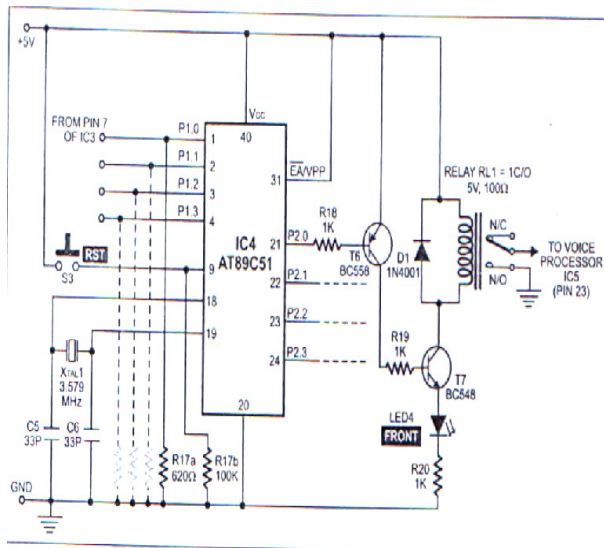 +5V
FROM PIN 7
OF IC3
P1.0
1
P1.1
2
P1.2
3
P1.3
4
VCC
40
EA/VPP
31
IC4
AT89C51
RST
S3
9
18
19
XTAL1
3.579
MHz
C5
33P
C6
33P
20
21
P2.0
22
P2.1
23
P2.2
24
P2.3
R18
1K
T6
BC558
R19
1K
RELAY RL1 = 1C/O
5V, 100Ω
D1
1N4001
N/C
N/O
TO VOICE
PROCESSOR
IC5
(PIN 23)
T7
BC548
LED4
FRONT
R20
1K
R17a
620Ω
R17b
100K
GND